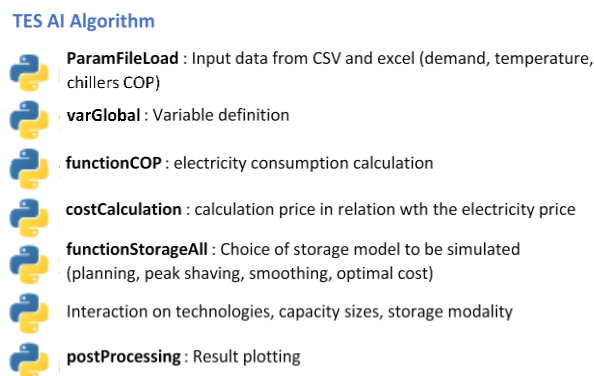 TES AI Algorithm
ParamFileLoad : Input data from CSV and excel (demand, temperature,
chillers COP)
varGlobal : Variable definition
functionCOP : electricity consumption calculation
costCalculation : calculation price in relation wth the electricity price
functionStorageAll : Choice of storage model to be simulated
(planning, peak shaving, smoothing, optimal cost)
Interaction on technologies, capacity sizes, storage modality
postProcessing : Result plotting